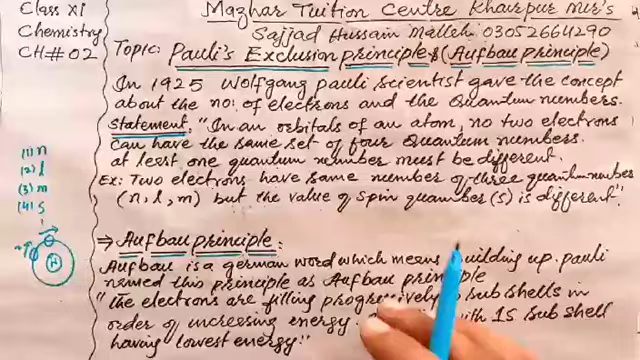 Class XI
Chemistry
CH# 02
Mazhar Tuition Centre Khairpur Mir's
Sajjad Hussain Malleh 03052664290
Topic: Pauli's Exclusion principle & (Aufbau principle)
In 1925 Wolfgang pauli scientist gave the concept
about the no: of electrons and the Quantum numbers.
Statement. "In an orbitals of an atom, no two electrons
can have the same set of four Quantum numbers.
at least one quantum number must be different.
Ex: Two electrons have same number of three quantum number
(n, l, m) but the value of spin quamber (s) is different".
(1) n
(2) l
(3) m
(4) s
N
⇒ Aufbau principle:
Aufbau is a german word which means building up. pauli
named this principle as Aufbau principle
"the electrons are filling progressively sub shells in
order of increasing energy. with 1S sub shell
having lowest energy."